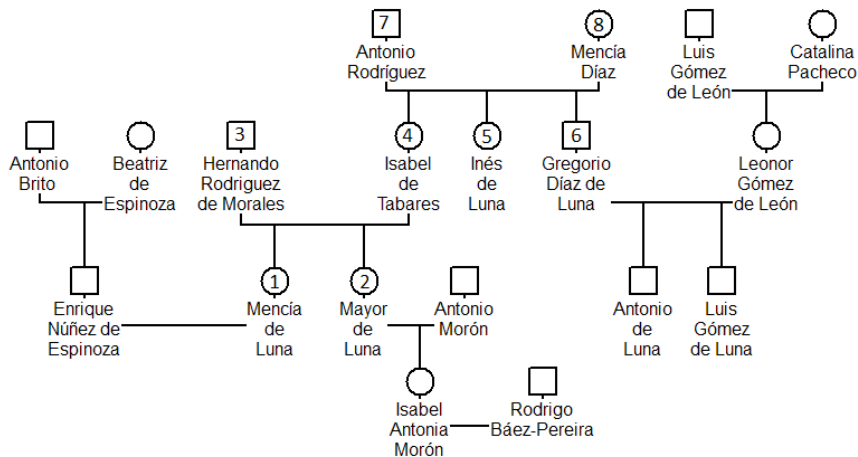 7
Antonio
Rodríguez
8
Mencía
Díaz
Luis
Gómez
de León
Catalina
Pacheco
Antonio
Brito
Beatriz
de
Espinoza
3
Hernando
Rodriguez
de Morales
4
Isabel
de
Tabares
5
Inés
de
Luna
6
Gregorio
Díaz de
Luna
Leonor
Gómez
de León
Enrique
Núñez de
Espinoza
1
Mencía
de
Luna
2
Mayor
de
Luna
Antonio
Morón
Antonio
de
Luna
Luis
Gómez
de Luna
Isabel
Antonia
Morón
Rodrigo
Báez-Pereira